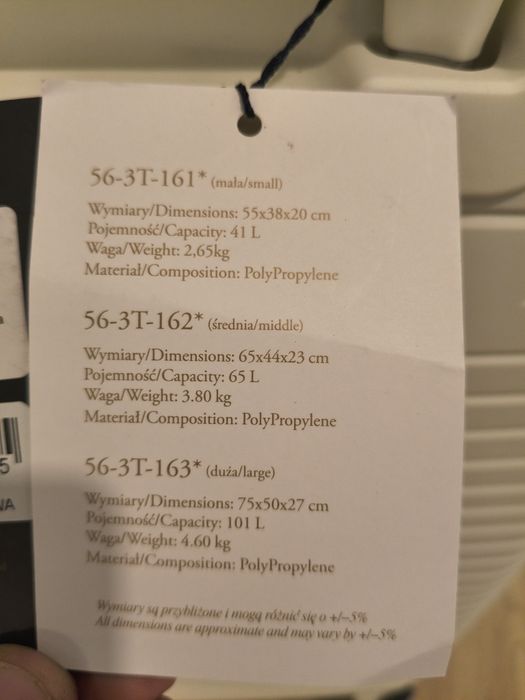 56-3T-161* (mała/small)
Wymiary/Dimensions: 55x38x20 cm
Pojemność/Capacity: 41 L
Waga/Weight: 2,65kg
Materiał/Composition: PolyPropylene
56-3T-162* (średnia/middle)
Wymiary/Dimensions: 65x44x23 cm
Pojemność/Capacity: 65 L
Waga/Weight: 3.80 kg
Materiał/Composition: PolyPropylene
56-3T-163* (duża/large)
Wymiary/Dimensions: 75x50x27 cm
Pojemność/Capacity: 101 L
Waga/Weight: 4.60 kg
Materiał/Composition: PolyPropylene
Wymiary są przybliżone i mogą różnić się o +/–5%
All dimensions are approximate and may vary by +/–5%
5